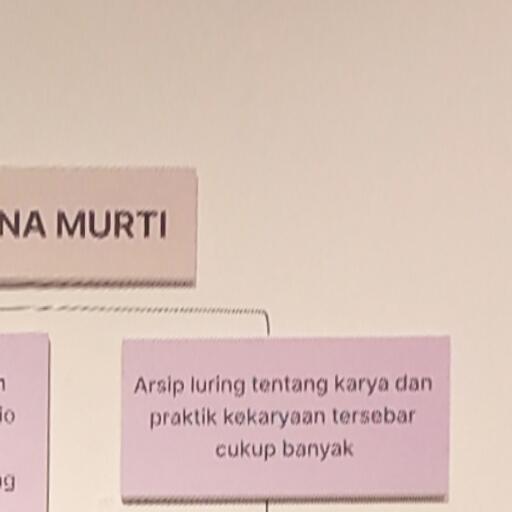 NA MURTI
Arsip luring tentang karya dan
praktik kekaryaan tersebar
cukup banyak
io